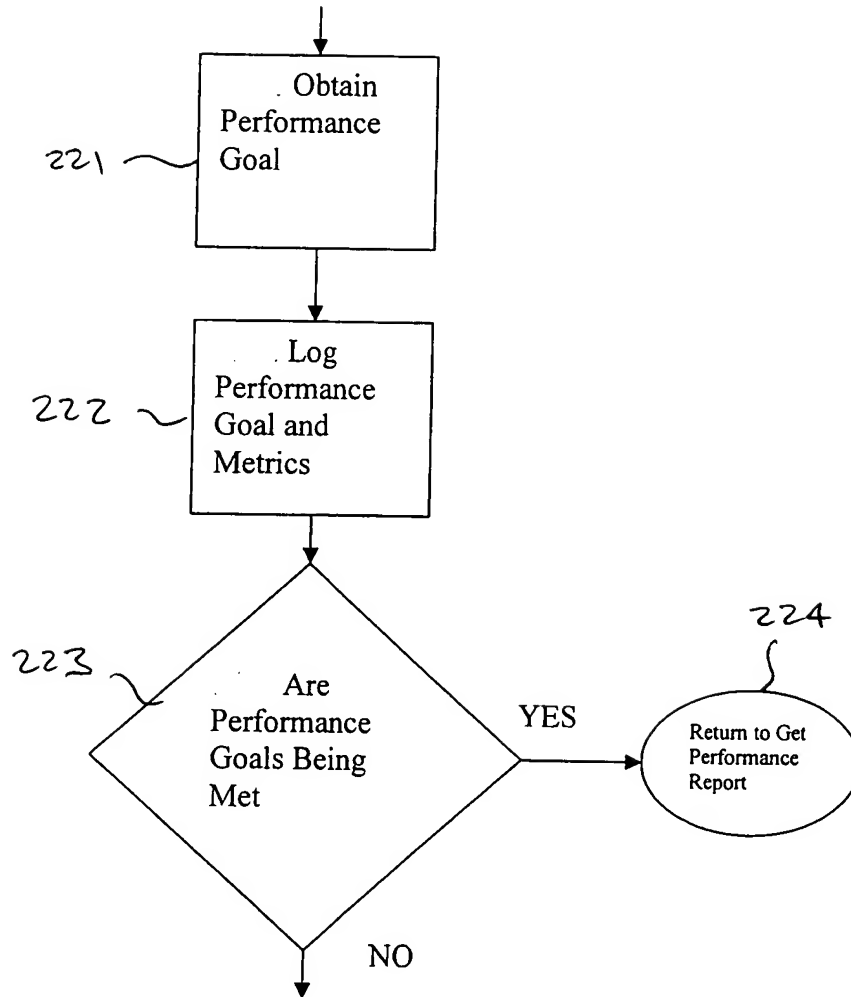 Obtain
Performance
Goal
221
Log
Performance
Goal and
Metrics
222
223
Are
Performance
Goals Being
Met
YES
224
Return to Get
Performance
Report
NO